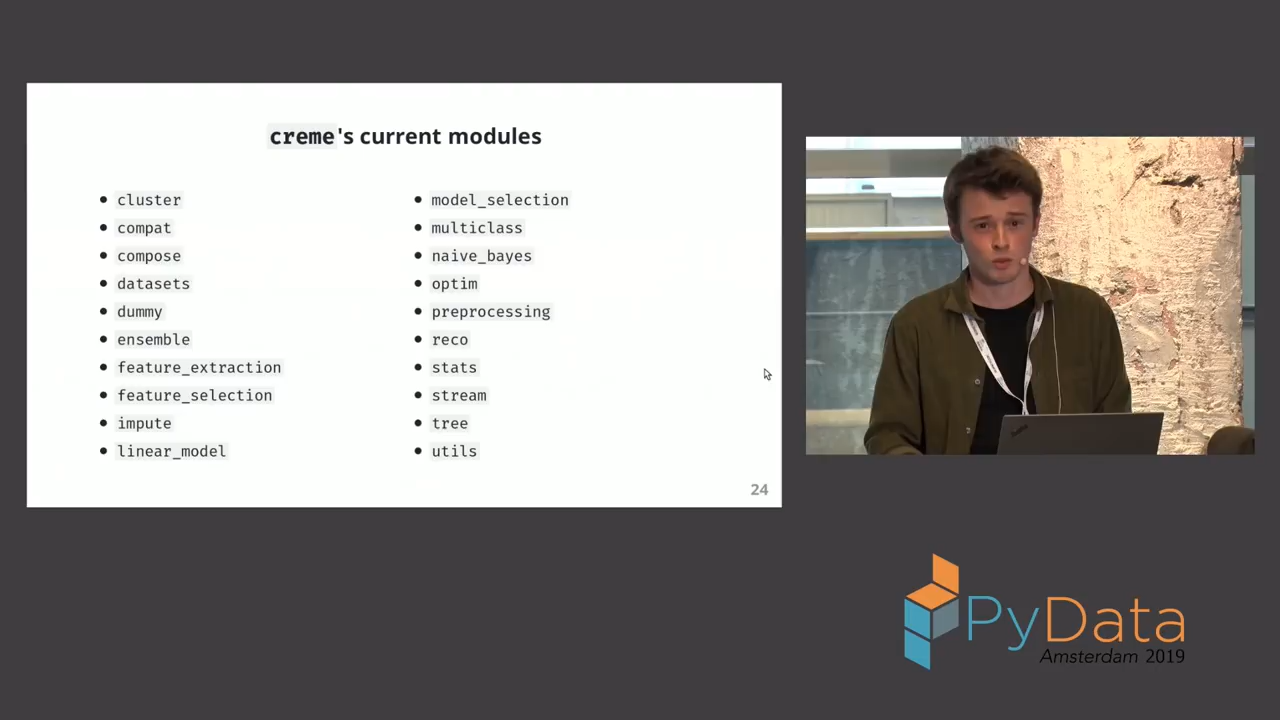 creme's current modules
cluster
compat
compose
datasets
dummy
ensemble
feature_extraction
feature_selection
impute
linear_model
model_selection
multiclass
naive_bayes
optim
preprocessing
reco
stats
stream
tree
utils
24
PyData
Amsterdam 2019